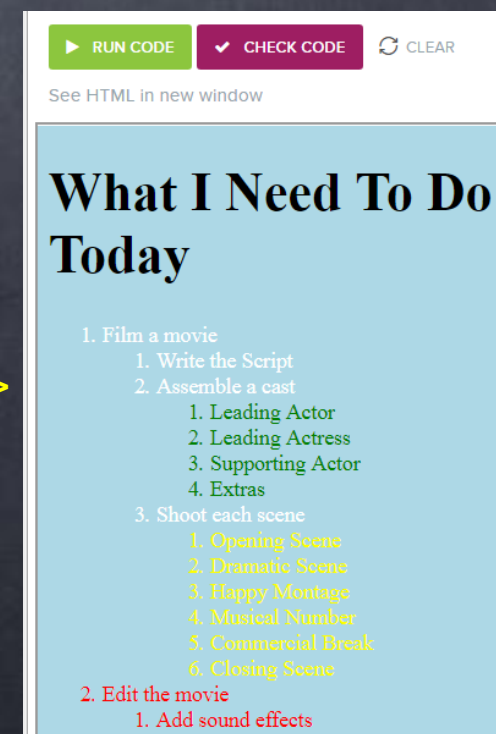 RUN CODE CHECK CODE CLEAR
See HTML in new window
What I Need To Do
Today
1. Film a movie
1. Write the Script
2. Assemble a cast
1. Leading Actor
2. Leading Actress
3. Supporting Actor
4. Extras
3. Shoot each scene
1. Opening Scene
2. Dramatic Scene
3. Happy Montage
4. Musical Number
5. Commercial Break
6. Closing Scene
2. Edit the movie
1. Add sound effects